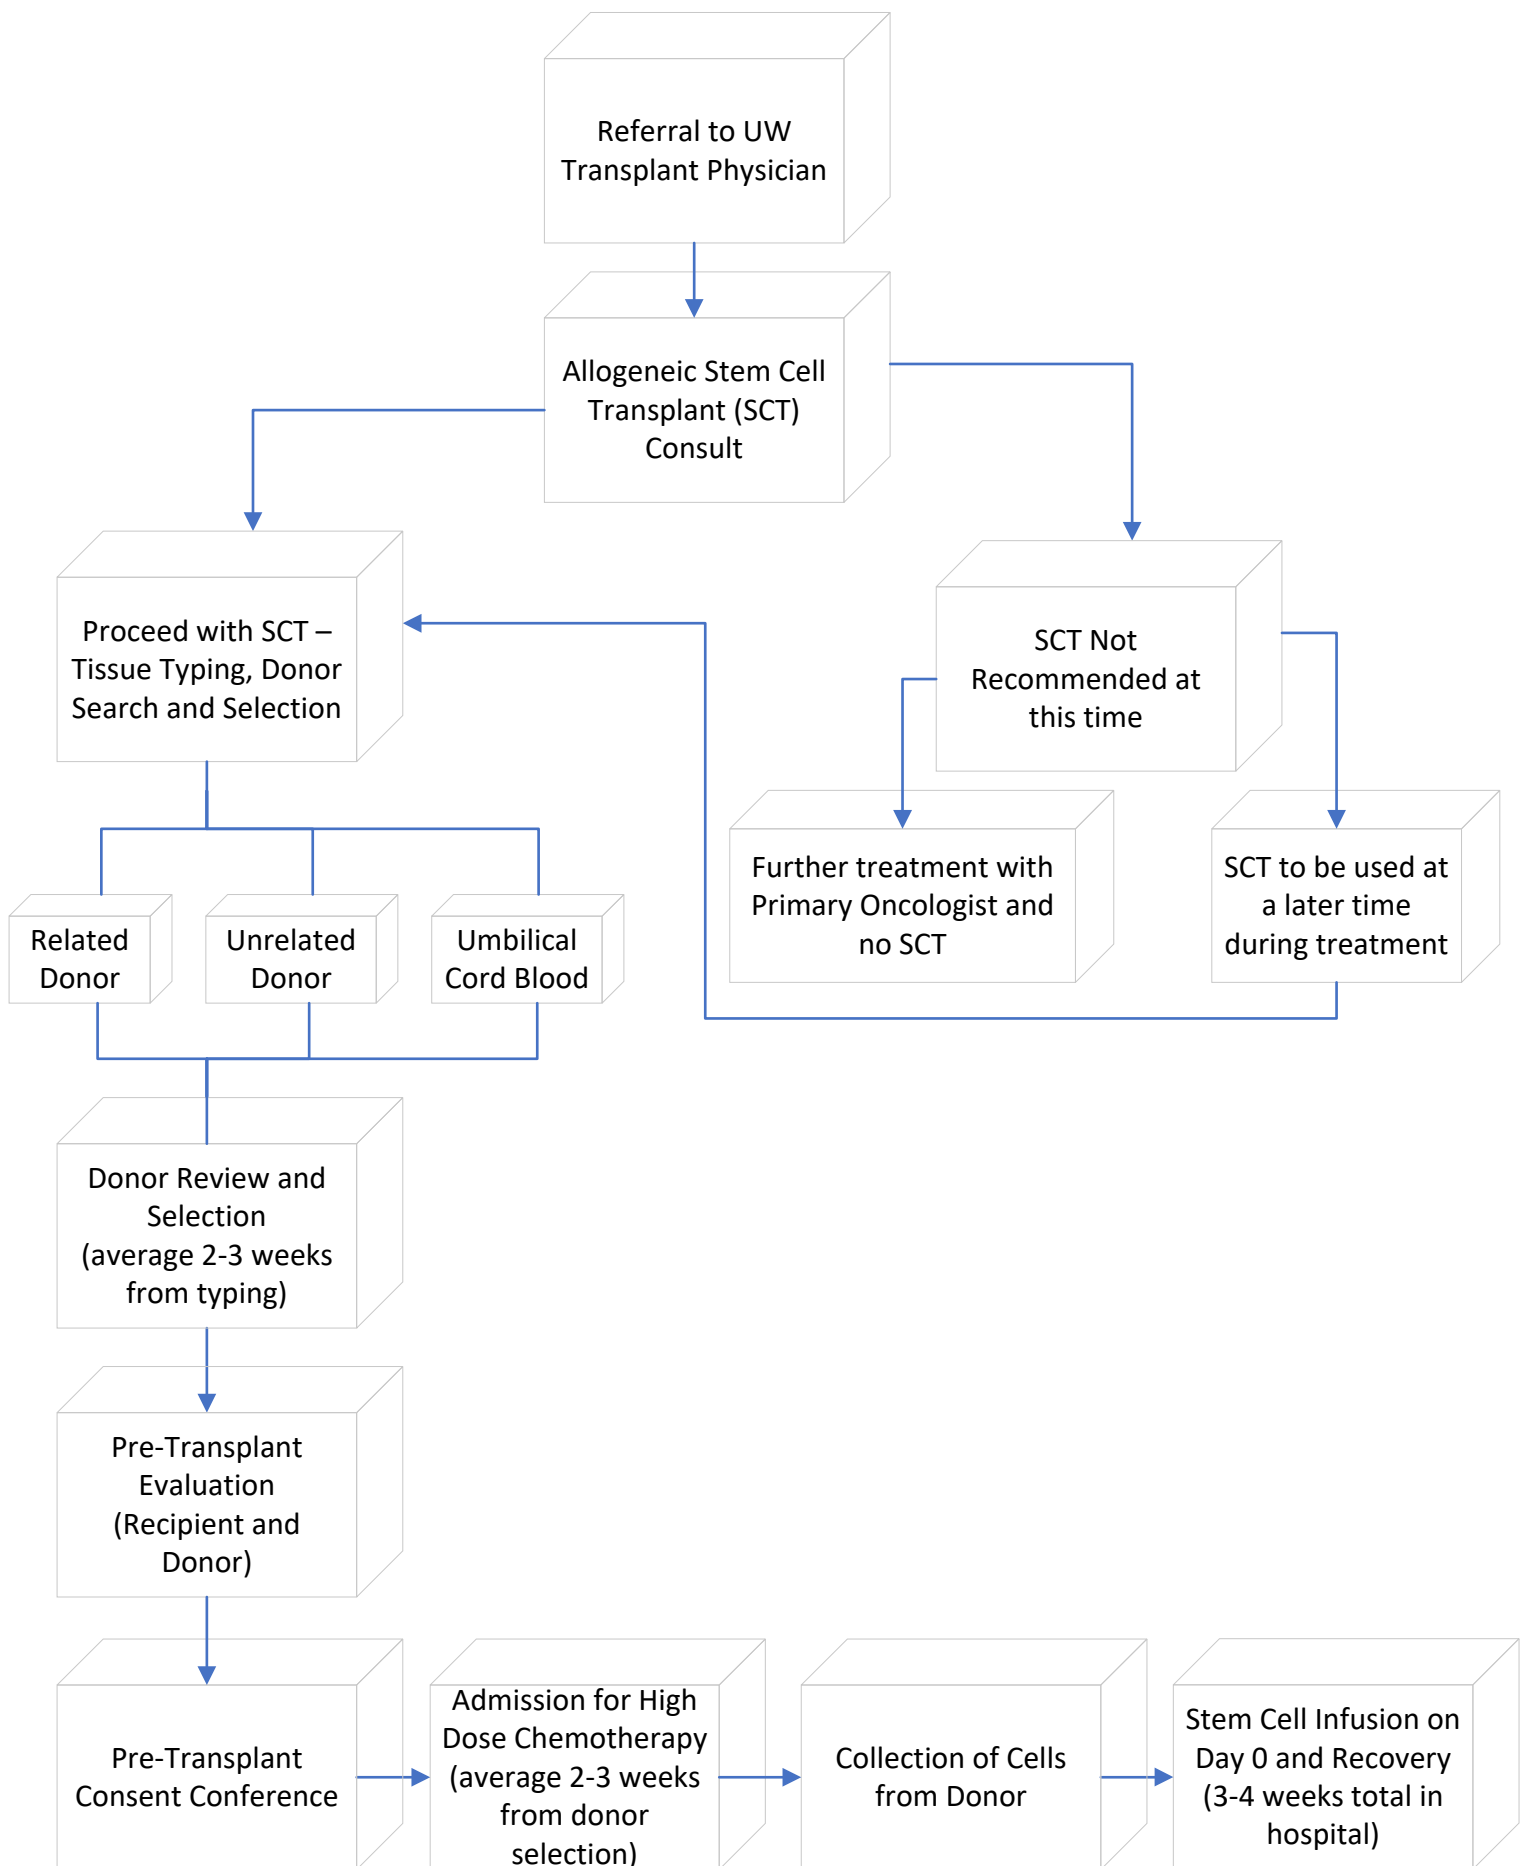 Referral to UW
Transplant Physician
Allogeneic Stem Cell
Transplant (SCT)
Consult
Proceed with SCT –
Tissue Typing, Donor
Search and Selection
SCT Not
Recommended at
this time
Further treatment with
Primary Oncologist and
no SCT
SCT to be used at
a later time
during treatment
Related
Donor
Unrelated
Donor
Umbilical
Cord Blood
Donor Review and
Selection
(average 2-3 weeks
from typing)
Pre-Transplant
Evaluation
(Recipient and
Donor)
Pre-Transplant
Consent Conference
Admission for High
Dose Chemotherapy
(average 2-3 weeks
from donor
selection)
Collection of Cells
from Donor
Stem Cell Infusion on
Day 0 and Recovery
(3-4 weeks total in
hospital)